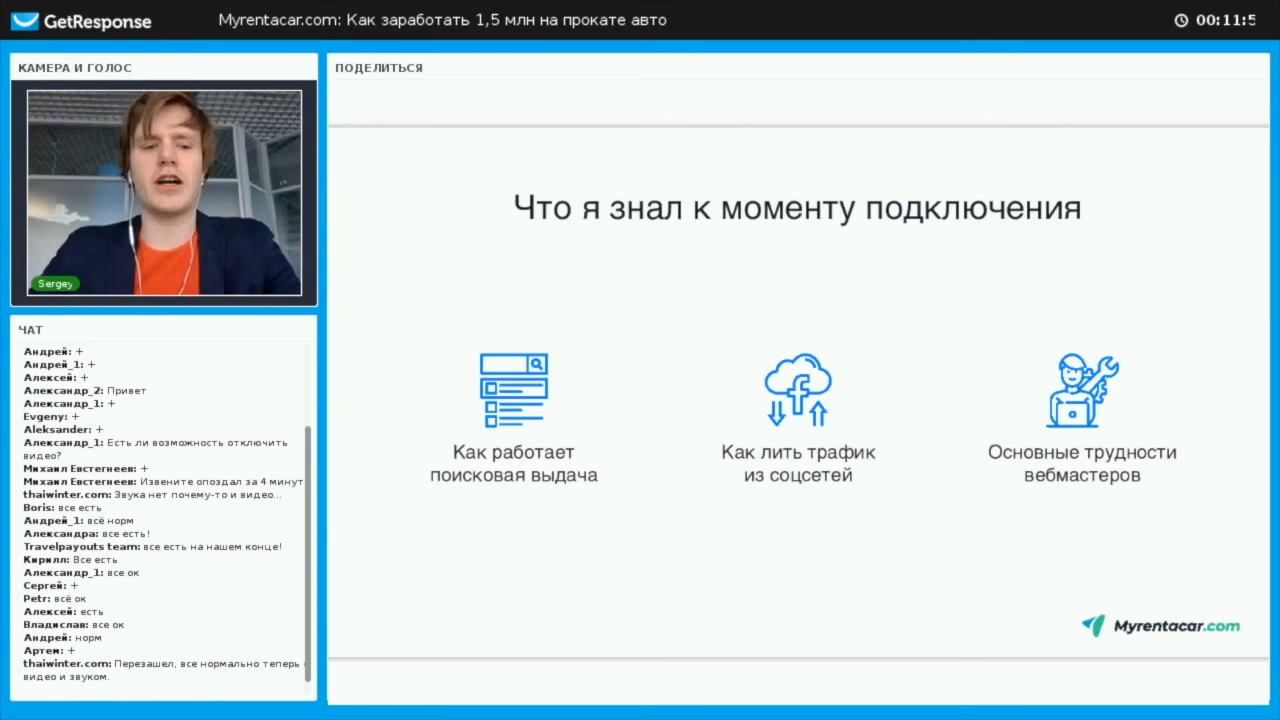 GetResponse
Myrentacar.com: Как заработать 1,5 млн на прокате авто
00:11:5
КАМЕРА И ГОЛОС
Sergey
ЧАТ
Андрей: +
Андрей_1: +
Алексей: +
Александр_2: Привет
Александр_1: +
Evgeny: +
Aleksander: +
Александр_1: Есть ли возможность отключить
видео?
Михаил Евстегнеев: +
Михаил Евстегнеев: Извените опоздал за 4 минут
thaiwinter.com: Звука нет почему-то и видео...
Boris: все есть
Андрей_1: всё норм
Александра: все есть!
Travelpayouts team: все есть на нашем конце!
Кирилл: Все есть
Александр_1: все ок
Сергей: +
Petr: всё ок
Алексей: есть
Владислав: все ок
Андрей: норм
Артем: +
thaiwinter.com: Перезашел, все нормально теперь
видео и звуком.
ПОДЕЛИТЬСЯ
Что я знал к моменту подключения
Как работает
поисковая выдача
Как лить трафик
из соцсетей
Основные трудности
вебмастеров
Myrentacar.com